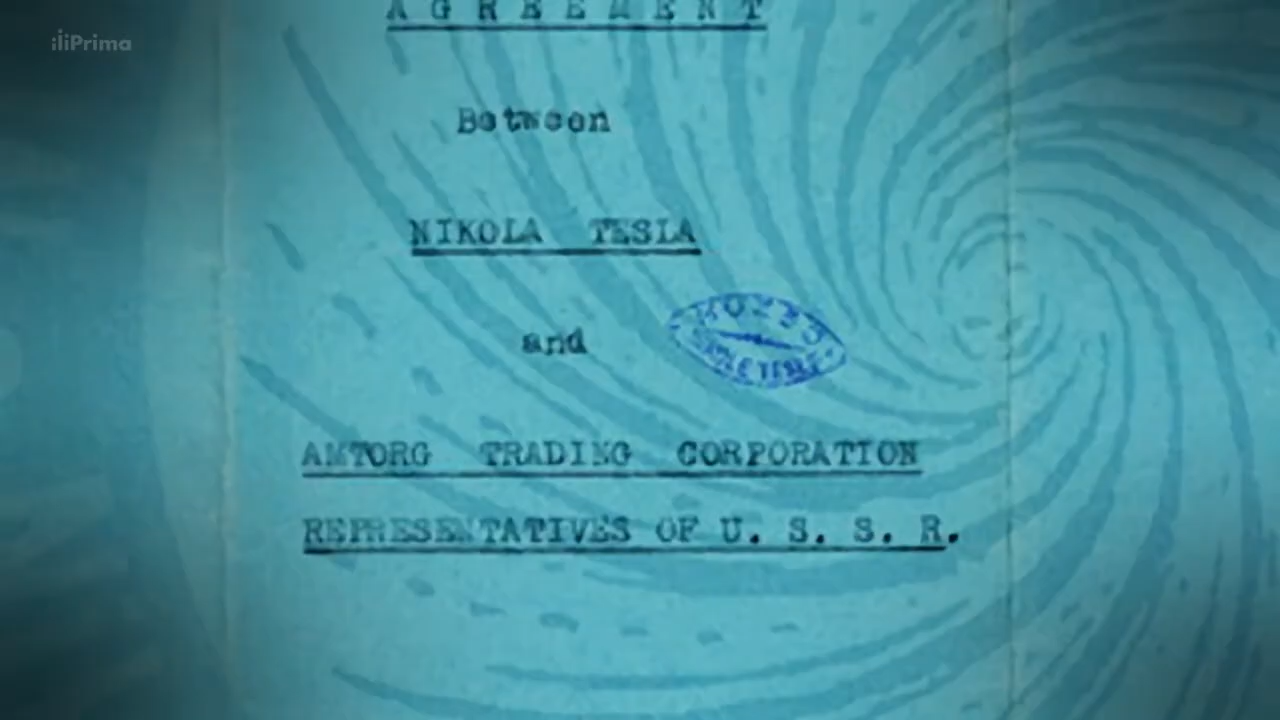 AGREEMENT
iliPrima
Between
NIKOLA TESLA
and
AMTORG TRADING CORPORATION
REPRESENTATIVES OF U. S. S. R.